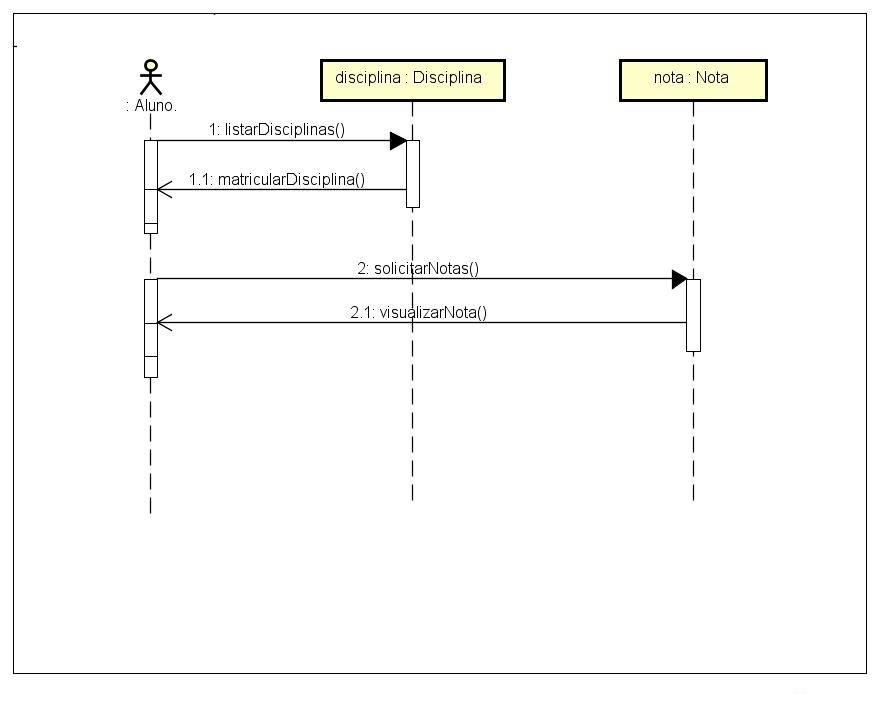 disciplina : Disciplina
nota : Nota
: Aluno.
1: listarDisciplinas()
1.1: matricularDisciplina()
2: solicitarNotas()
2.1: visualizarNota()